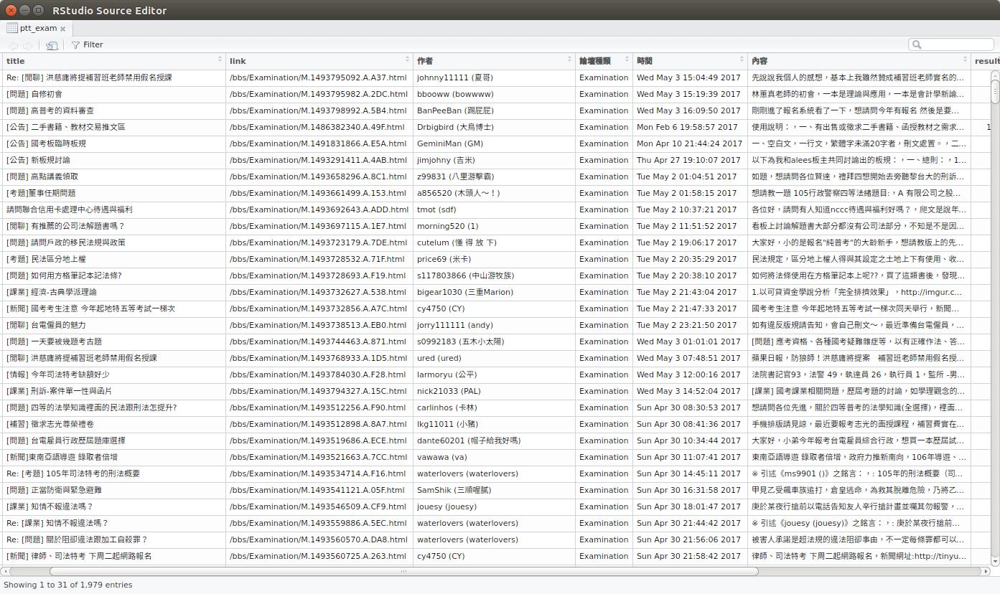 RStudio Source Editor
ptt_exam
Filter
title link 作者 論壇種類 時間 內容 result
Re: [閒聊] 洪慈庸將提補習班老師禁用假名授課 /bbs/Examination/M.1493795092.A.A37.html johnny11111 (夏哥) Examination Wed May 3 15:04:49 2017 先說說我個人的感想，基本上我雖然贊成補習班老師實名的...
[問題] 自修初會 /bbs/Examination/M.1493795982.A.2DC.html bbooww (bowwww) Examination Wed May 3 15:19:39 2017 林蕙真老師的初會，一本是理論與應用，一本是會計學新論...
[問題] 高普考的資料審查 /bbs/Examination/M.1493798992.A.5B4.html BanPeeBan (踢屁屁) Examination Wed May 3 16:09:50 2017 剛剛進了報名系統看了一下，想請問今年有報名 然後是要...
[公告] 二手書籍、教材交易推文區 /bbs/Examination/M.1486382340.A.49F.html Drbigbird (大鳥博士) Examination Mon Feb 6 19:58:57 2017 使用說明：，一、有出售或徵求二手書籍、函授教材之需求... 1
[公告] 國考板臨時板規 /bbs/Examination/M.1491831866.A.E5A.html GeminiMan (GM) Examination Mon Apr 10 21:44:24 2017 一、空白文，一行文，繁體字未滿20字者，刪文處置。，二...
[公告] 新板規討論 /bbs/Examination/M.1493291411.A.4AB.html jimjohny (吉米) Examination Thu Apr 27 19:10:07 2017 以下為我和alees板主共同討論出的板規：，一、總則：，1...
[問題] 高點講義領取 /bbs/Examination/M.1493658296.A.8C1.html z99831 (八里游擊霸) Examination Tue May 2 01:04:51 2017 如題，想請問各位賢達，禮拜四想開始去旁聽黎台大的刑訴...
[考題]董事任期問題 /bbs/Examination/M.1493661499.A.153.html a856520 (木頭人～！) Examination Tue May 2 01:58:15 2017 想請教一題 105行政警察四等法緒題目:，A 有限公司之股...
請問聯合信用卡處理中心待遇與福利 /bbs/Examination/M.1493692643.A.ADD.html tmot (sdf) Examination Tue May 2 10:37:21 2017 各位好，請問有人知道nccc待遇與福利好嗎？，爬文是說年...
[閒聊] 有推薦的公司法解題書嗎？ /bbs/Examination/M.1493697115.A.1E7.html morning520 (1) Examination Tue May 2 11:51:52 2017 看板上討論解題書大部分都沒有公司法部分，不知是不是因...
[問題] 請問戶政的移民法規與政策 /bbs/Examination/M.1493723179.A.7DE.html cutelum (懂 得 放 下) Examination Tue May 2 19:06:17 2017 大家好，小的是報名"純普考"的大齡新手，想請教版上的先...
[考題] 民法區分地上權 /bbs/Examination/M.1493728532.A.71F.html price69 (米卡) Examination Tue May 2 20:35:29 2017 民法規定，區分地上權人得與其設定之土地上下有使用、收...
[問題] 如何用方格筆記本記法條? /bbs/Examination/M.1493728693.A.F19.html s117803866 (中山游牧族) Examination Tue May 2 20:38:10 2017 如何將法條使用在方格筆記本上呢??，買了這類書後，發現...
[課業] 經濟-古典學派理論 /bbs/Examination/M.1493732627.A.538.html bigear1030 (三重Marion) Examination Tue May 2 21:43:04 2017 1.以可貸資金學說分析「完全排擠效果」，http://imgur.c...
[新聞] 國考考生注意 今年起地特五等考試一梯次 /bbs/Examination/M.1493732856.A.A7C.html cy4750 (CY) Examination Tue May 2 21:47:33 2017 國考考生注意 今年起地特五等考試一梯次同天舉行，新聞...
[閒聊] 台電僱員的魅力 /bbs/Examination/M.1493738513.A.EB0.html jorry111111 (andy) Examination Tue May 2 23:21:50 2017 如有違反版規請告知，會自己刪文～，最近準備台電僱員，...
[問題] 一天要被幾題考古題 /bbs/Examination/M.1493744463.A.871.html s0992183 (五木小太陽) Examination Wed May 3 01:01:01 2017 [問題] 應考資格、各種國考疑難雜症等，以有正確作法、答...
[閒聊] 洪慈庸將提補習班老師禁用假名授課 /bbs/Examination/M.1493768933.A.1D5.html ured (ured) Examination Wed May 3 07:48:51 2017 蘋果日報，防狼師！洪慈庸將提案　補習班老師禁用假名授...
[情報] 今年司法特考缺額好少 /bbs/Examination/M.1493784030.A.F28.html larmoryu (公平) Examination Wed May 3 12:00:16 2017 法院書記官93，法警 49，執達員 26，執行員 1，監所 -男...
[課業] 刑訴-案件單一性與函片 /bbs/Examination/M.1493794327.A.15C.html nick21033 (PAL) Examination Wed May 3 14:52:04 2017 [課業] 國考課業相關問題，歷屆考題的討論，如學理觀念的...
[問題] 四等的法學知識裡面的民法跟刑法怎提升? /bbs/Examination/M.1493512256.A.F90.html carlinhos (卡林) Examination Sun Apr 30 08:30:53 2017 想請問各位先進，關於四等普考的法學知識(全選擇)，裡面...
[補習] 徵求志光尊榮禮卷 /bbs/Examination/M.1493512898.A.8A7.html lkg11011 (小豬) Examination Sun Apr 30 08:41:36 2017 手機排版請見諒，最近要報考志光的面授課程，補習費實在...
[問題] 台電雇員行政歷屆題庫選擇 /bbs/Examination/M.1493519686.A.ECE.html dante60201 (帽子給我好嗎) Examination Sun Apr 30 10:34:44 2017 大家好，小弟今年報考台電雇員綜合行政，想買一本歷屆試...
[新聞]東南亞語導遊 錄取者倍增 /bbs/Examination/M.1493521663.A.7CC.html vawawa (va) Examination Sun Apr 30 11:07:41 2017 東南亞語導遊 錄取者倍增，政府力推新南向，106年導遊、...
Re: [考題] 105年司法特考的刑法概要 /bbs/Examination/M.1493534714.A.F16.html waterlovers (waterlovers) Examination Sun Apr 30 14:45:11 2017 ※ 引述《ms9901 ()》之銘言：，: 105年的刑法概要（司...
[問題] 正當防衛與緊急避難 /bbs/Examination/M.1493541121.A.05F.html SamShik (三順喔膩) Examination Sun Apr 30 16:31:58 2017 甲見乙受飆車族追打，倉皇逃命，為救其脫離危險，乃將乙...
[課業] 知情不報違法嗎？ /bbs/Examination/M.1493546509.A.CF9.html jouesy (jouesy) Examination Sun Apr 30 18:01:47 2017 庚於某夜行搶前以電話告知友人辛行搶計畫並囑其勿報警，...
Re: [課業] 知情不報違法嗎？ /bbs/Examination/M.1493559886.A.5EC.html waterlovers (waterlovers) Examination Sun Apr 30 21:44:42 2017 ※ 引述《jouesy (jouesy)》之銘言：，: 庚於某夜行搶前...
Re: [問題] 關於阻卻違法跟加工自殺罪？ /bbs/Examination/M.1493560570.A.DA8.html waterlovers (waterlovers) Examination Sun Apr 30 21:56:06 2017 被害人承諾是超法規的違法阻卻事由，不一定每條罪都可以...
[新聞] 律師、司法特考 下周二起網路報名 /bbs/Examination/M.1493560725.A.263.html cy4750 (CY) Examination Sun Apr 30 21:58:42 2017 律師、司法特考 下周二起網路報名，新聞網址:http://tinyu...
Showing 1 to 31 of 1,979 entries